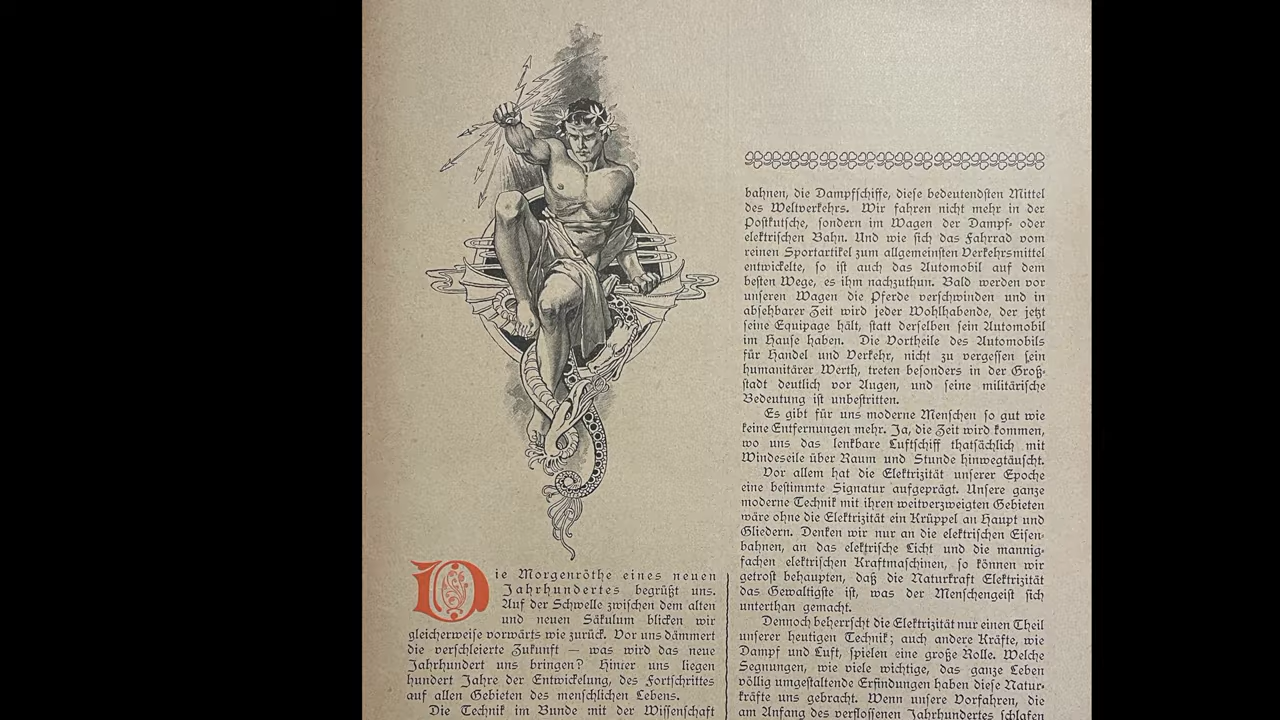 Die Morgenröthe eines neuen
Jahrhundertes begrüßt uns.
Auf der Schwelle zwischen dem alten
und neuen Säkulum blicken wir
gleicherweise vorwärts wie zurück. Vor uns dämmert
die verschleierte Zukunft — was wird das neue
Jahrhundert uns bringen? Hinter uns liegen
hundert Jahre der Entwickelung, des Fortschrittes
auf allen Gebieten des menschlichen Lebens.
Die Technik im Bunde mit der Wissenschaft
bahnen, die Dampfschiffe, diese bedeutendsten Mittel
des Weltverkehrs. Wir fahren nicht mehr in der
Postkutsche, sondern im Wagen der Dampf- oder
elektrischen Bahn. Und wie sich das Fahrrad vom
reinen Sportartikel zum allgemeinsten Verkehrsmittel
entwickelte, so ist auch das Automobil auf dem
besten Wege, es ihm nachzuthun. Bald werden vor
unseren Wagen die Pferde verschwinden und in
absehbarer Zeit wird jeder Wohlhabende, der jetzt
seine Equipage hält, statt derselben sein Automobil
im Hause haben. Die Vortheile des Automobils
für Handel und Verkehr, nicht zu vergessen sein
humanitärer Werth, treten besonders in der Groß-
stadt deutlich vor Augen, und seine militärische
Bedeutung ist unbestritten.
Es gibt für uns moderne Menschen so gut wie
keine Entfernungen mehr. Ja, die Zeit wird kommen,
wo uns das lenkbare Luftschiff thatsächlich mit
Windeseile über Raum und Stunde hinwegtäuscht.
Vor allem hat die Elektrizität unserer Epoche
eine bestimmte Signatur aufgeprägt. Unsere ganze
moderne Technik mit ihren weitverzweigten Gebieten
wäre ohne die Elektrizität ein Krüppel an Haupt und
Gliedern. Denken wir nur an die elektrischen Eisen-
bahnen, an das elektrische Licht und die mannig-
fachen elektrischen Kraftmaschinen, so können wir
getrost behaupten, daß die Naturkraft Elektrizität
das Gewaltigste ist, was der Menschengeist sich
unterthan gemacht.
Dennoch beherrscht die Elektrizität nur einen Theil
unserer heutigen Technik; auch andere Kräfte, wie
Dampf und Luft, spielen eine große Rolle. Welche
Segnungen, wie viele wichtige, das ganze Leben
völlig umgestaltende Erfindungen haben diese Natur-
kräfte uns gebracht. Wenn unsere Vorfahren, die
am Anfang des verflossenen Jahrhundertes schlafen